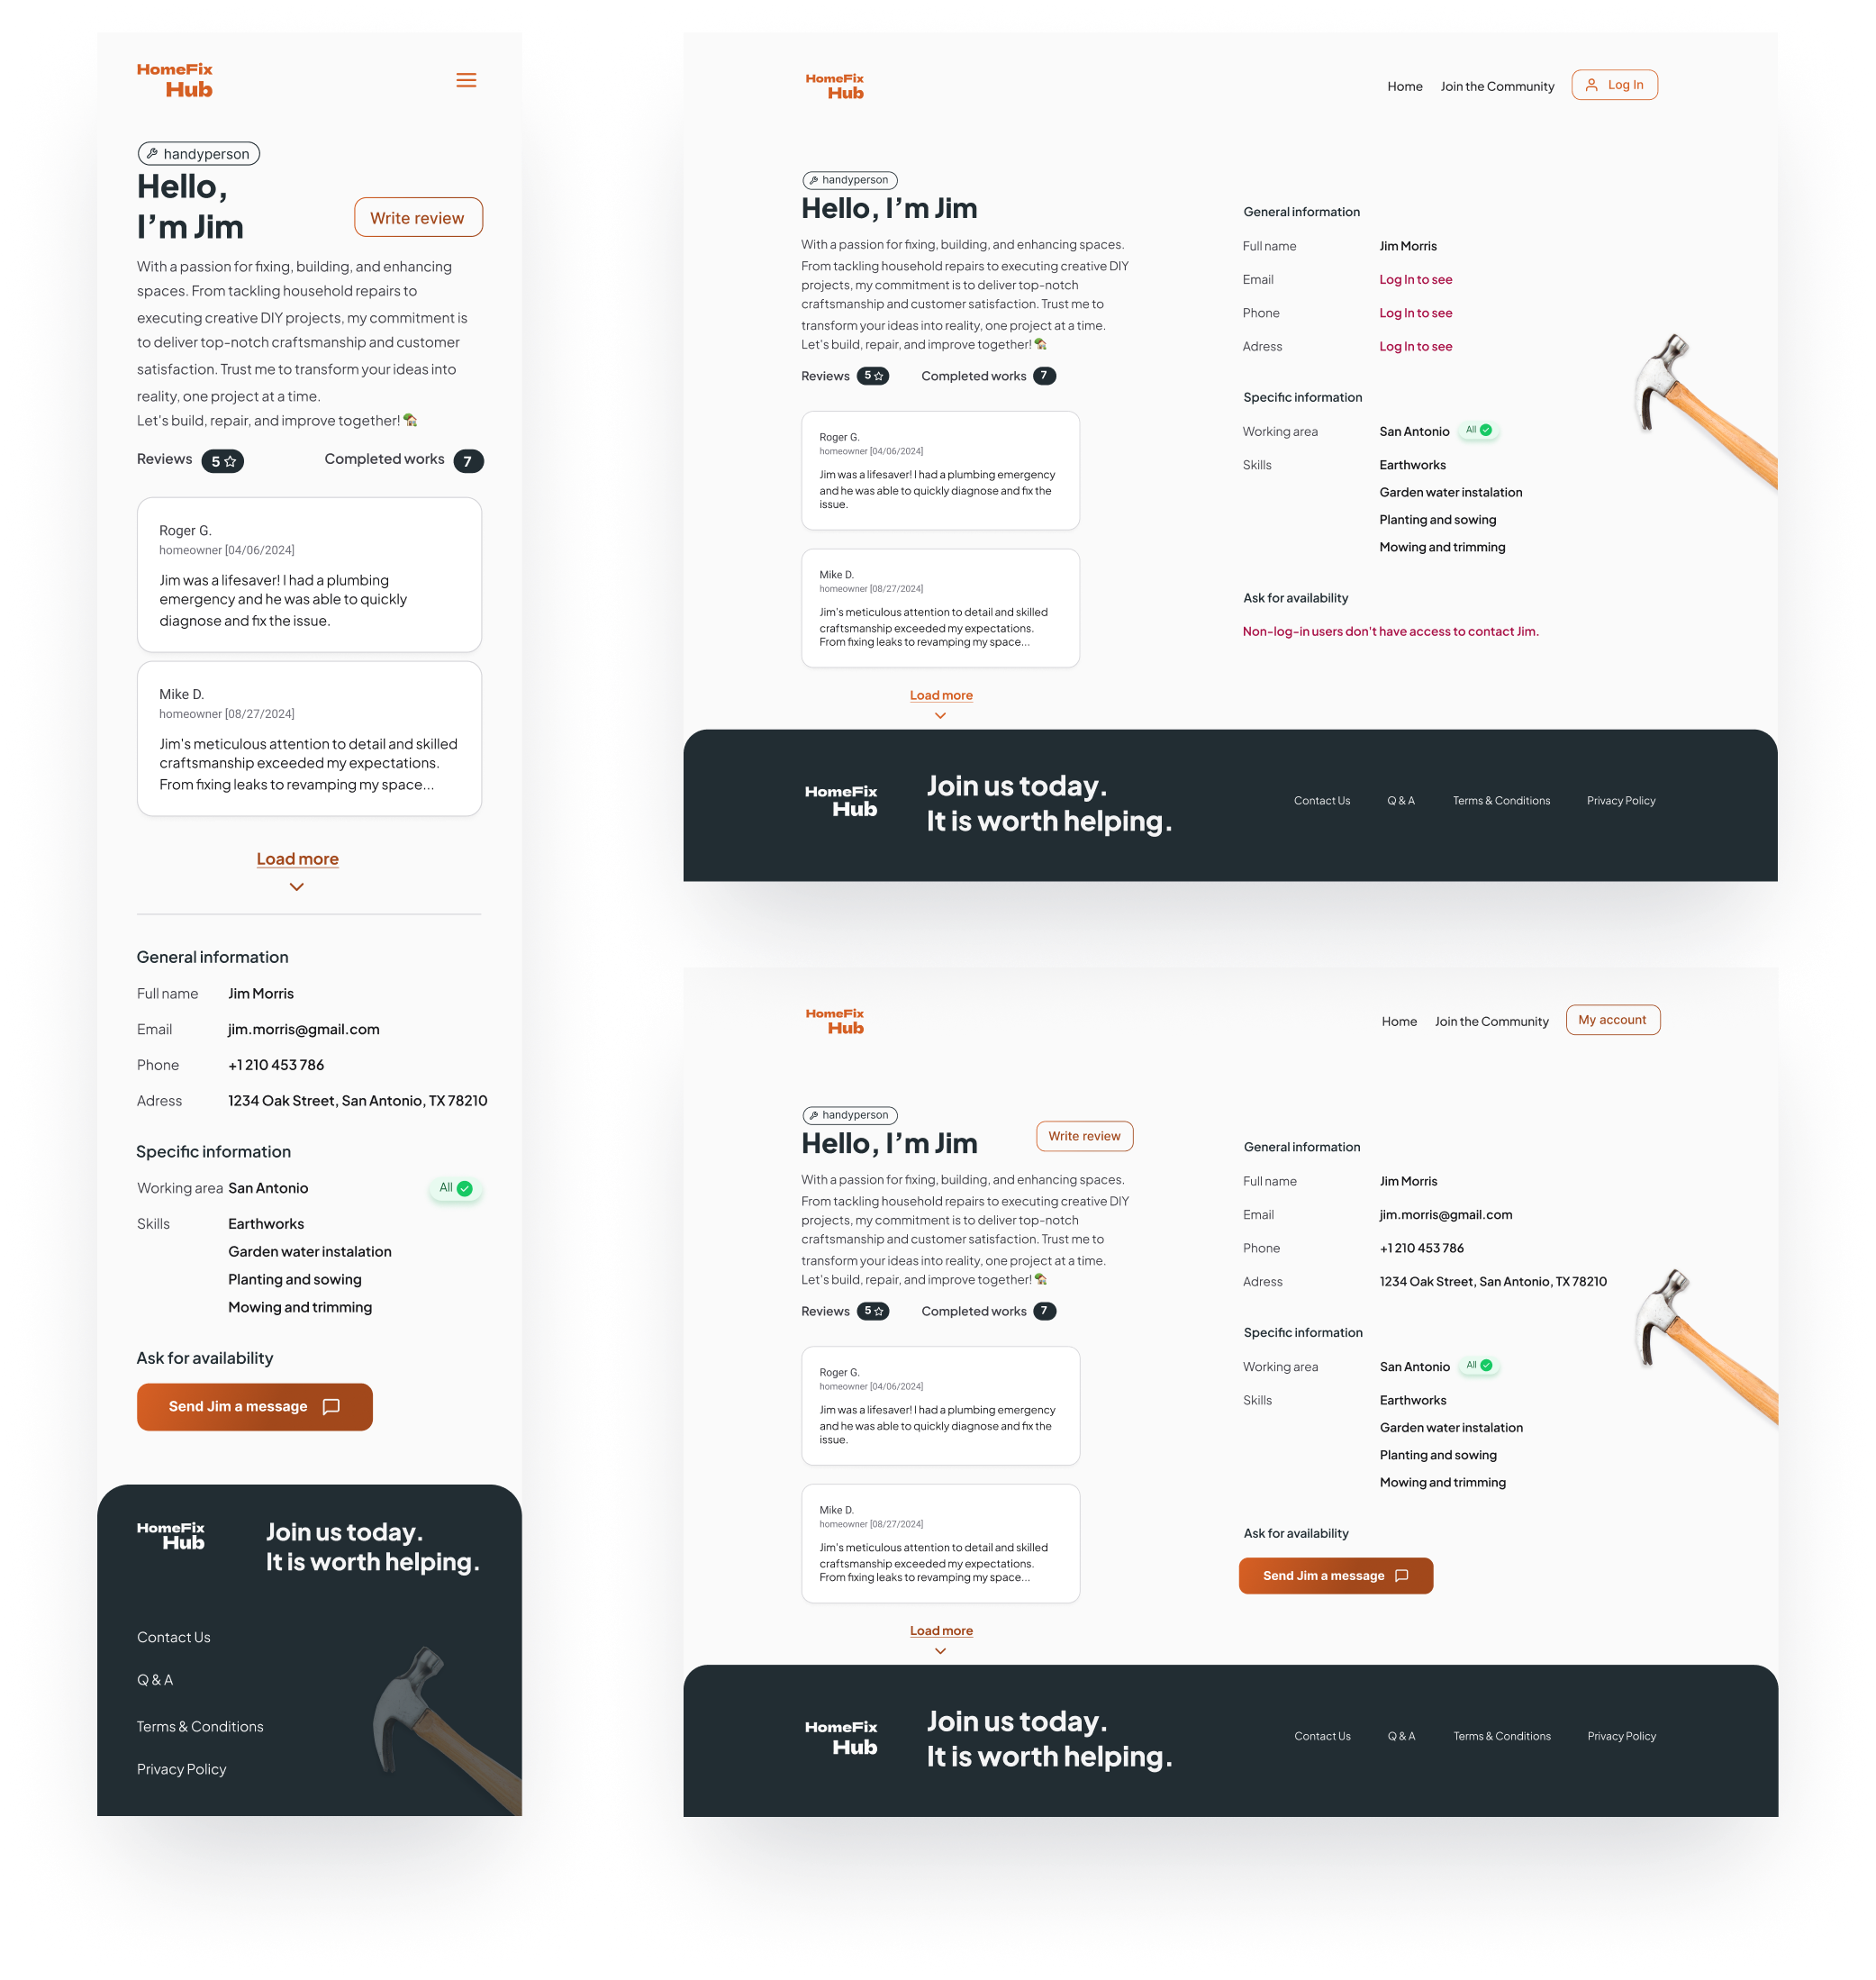 HomeFix
Hub
handyperson
Hello,
I'm Jim
Write review
With a passion for fixing, building, and enhancing
spaces. From tackling household repairs to
executing creative DIY projects, my commitment is
to deliver top-notch craftsmanship and customer
satisfaction. Trust me to transform your ideas into
reality, one project at a time.
Let's build, repair, and improve together!
Reviews 5 Completed works 7
Roger G.
homeowner [04/06/2024]
Jim was a lifesaver! I had a plumbing
emergency and he was able to quickly
diagnose and fix the issue.
Mike D.
homeowner [08/27/2024]
Jim's meticulous attention to detail and skilled
craftsmanship exceeded my expectations.
From fixing leaks to revamping my space...
Load more
General information
Full name Jim Morris
Email jim.morris@gmail.com
Phone +1 210 453 786
Adress 1234 Oak Street, San Antonio, TX 78210
Specific information
Working area San Antonio All
Skills Earthworks
Garden water instalation
Planting and sowing
Mowing and trimming
Ask for availability
Send Jim a message
HomeFix
Hub
Join us today.
It is worth helping.
Contact Us
Q & A
Terms & Conditions
Privacy Policy
HomeFix
Hub
Home Join the Community Log In
handyperson
Hello, I'm Jim
With a passion for fixing, building, and enhancing spaces.
From tackling household repairs to executing creative DIY
projects, my commitment is to deliver top-notch
craftsmanship and customer satisfaction. Trust me to
transform your ideas into reality, one project at a time.
Let's build, repair, and improve together!
Reviews 5 Completed works 7
Roger G.
homeowner [04/06/2024]
Jim was a lifesaver! I had a plumbing emergency
and he was able to quickly diagnose and fix the
issue.
Mike D.
homeowner [08/27/2024]
Jim's meticulous attention to detail and skilled
craftsmanship exceeded my expectations.
From fixing leaks to revamping my space...
Load more
General information
Full name Jim Morris
Email Log In to see
Phone Log In to see
Adress Log In to see
Specific information
Working area San Antonio All
Skills Earthworks
Garden water instalation
Planting and sowing
Mowing and trimming
Ask for availability
Non-log-in users don't have access to contact Jim.
HomeFix
Hub
Join us today.
It is worth helping.
Contact Us Q & A Terms & Conditions Privacy Policy
HomeFix
Hub
Home Join the Community My account
handyperson
Hello, I'm Jim
Write review
With a passion for fixing, building, and enhancing spaces.
From tackling household repairs to executing creative DIY
projects, my commitment is to deliver top-notch
craftsmanship and customer satisfaction. Trust me to
transform your ideas into reality, one project at a time.
Let's build, repair, and improve together!
Reviews 5 Completed works 7
Roger G.
homeowner [04/06/2024]
Jim was a lifesaver! I had a plumbing emergency
and he was able to quickly diagnose and fix the
issue.
Mike D.
homeowner [08/27/2024]
Jim's meticulous attention to detail and skilled
craftsmanship exceeded my expectations.
From fixing leaks to revamping my space...
Load more
General information
Full name Jim Morris
Email jim.morris@gmail.com
Phone +1 210 453 786
Adress 1234 Oak Street, San Antonio, TX 78210
Specific information
Working area San Antonio All
Skills Earthworks
Garden water instalation
Planting and sowing
Mowing and trimming
Ask for availability
Send Jim a message
HomeFix
Hub
Join us today.
It is worth helping.
Contact Us Q & A Terms & Conditions Privacy Policy